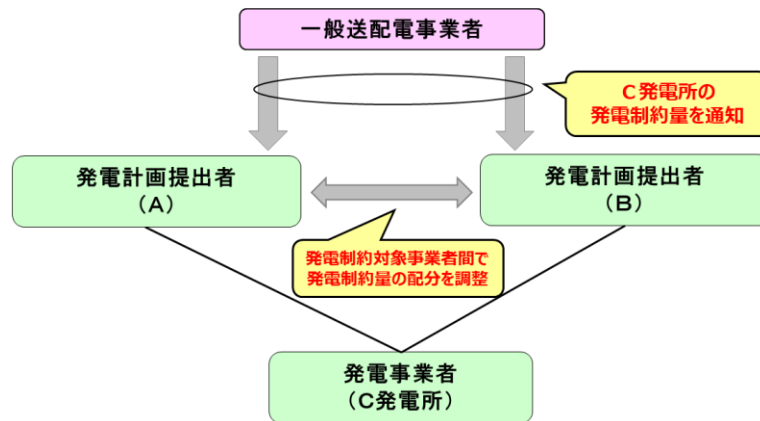 一般送配電事業者
C発電所の
発電制約量を通知
発電計画提出者
（A）
発電計画提出者
（B）
発電制約対象事業者間で
発電制約量の配分を調整
発電事業者
（C発電所）